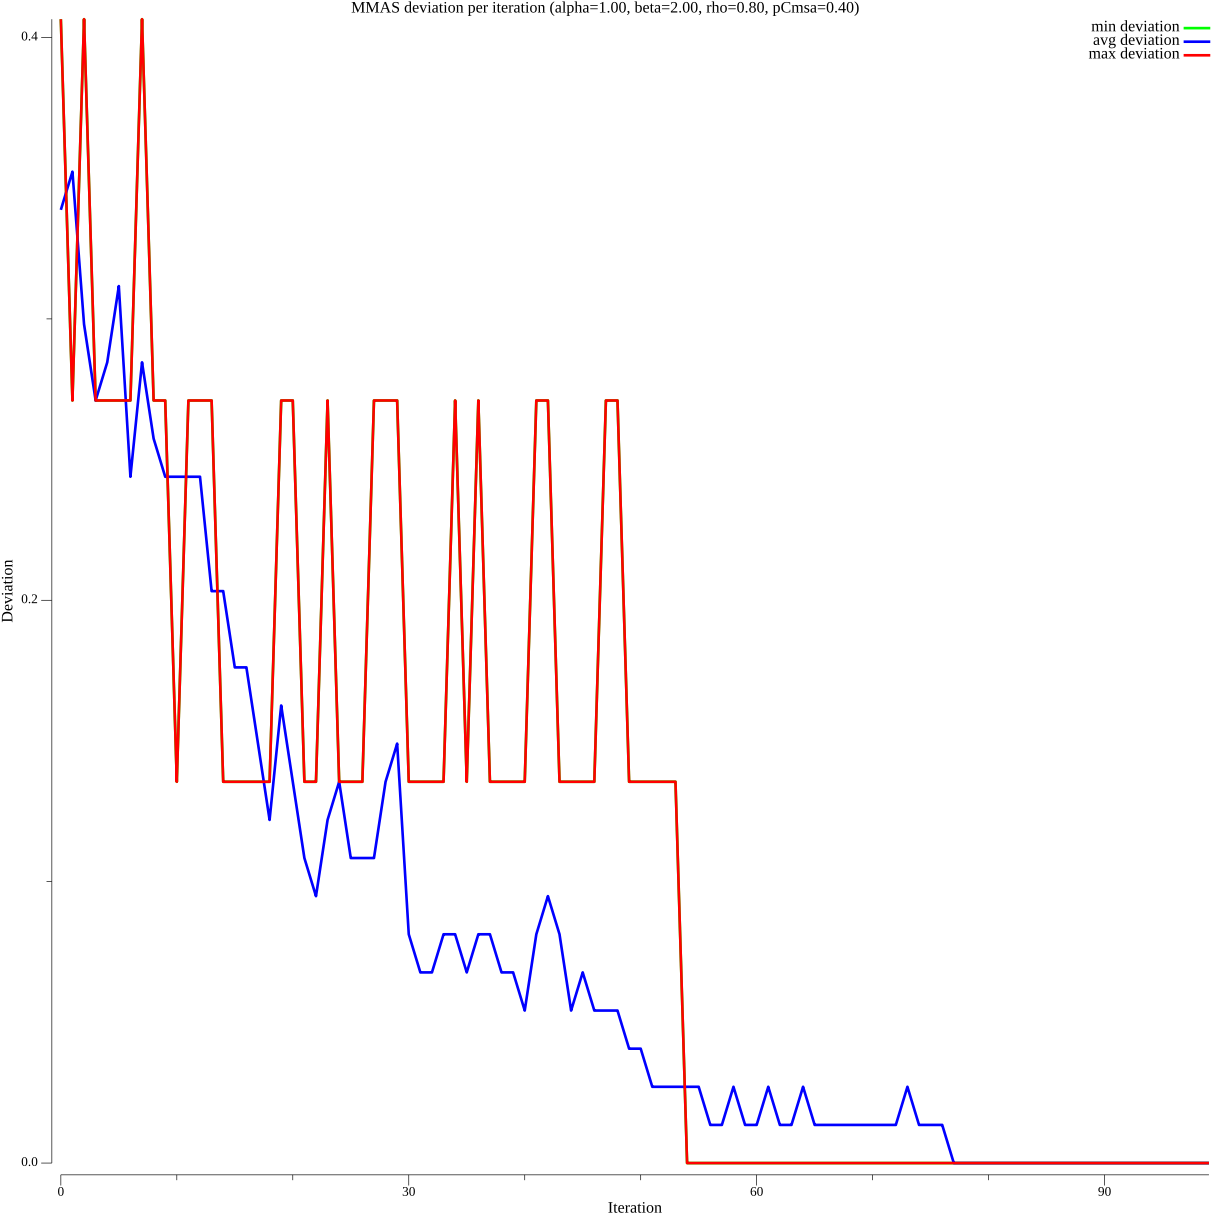 MMAS deviation per iteration (alpha=1.00, beta=2.00, rho=0.80, pCmsa=0.40)
min deviation
avg deviation
max deviation
0.4
0.2
0.0
Deviation
0 30 60 90
Iteration